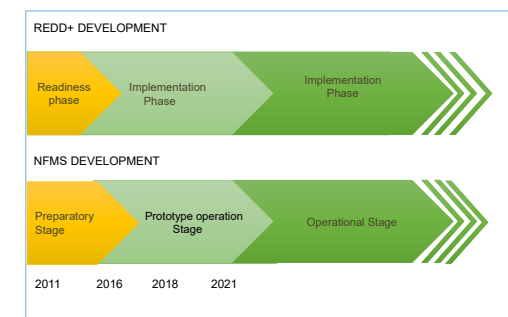 REDD+ DEVELOPMENT
Readiness
phase
Implementation
Phase
Implementation
Phase
NFMS DEVELOPMENT
Preparatory
Stage
Prototype operation
Stage
Operational Stage
2011 2016 2018 2021